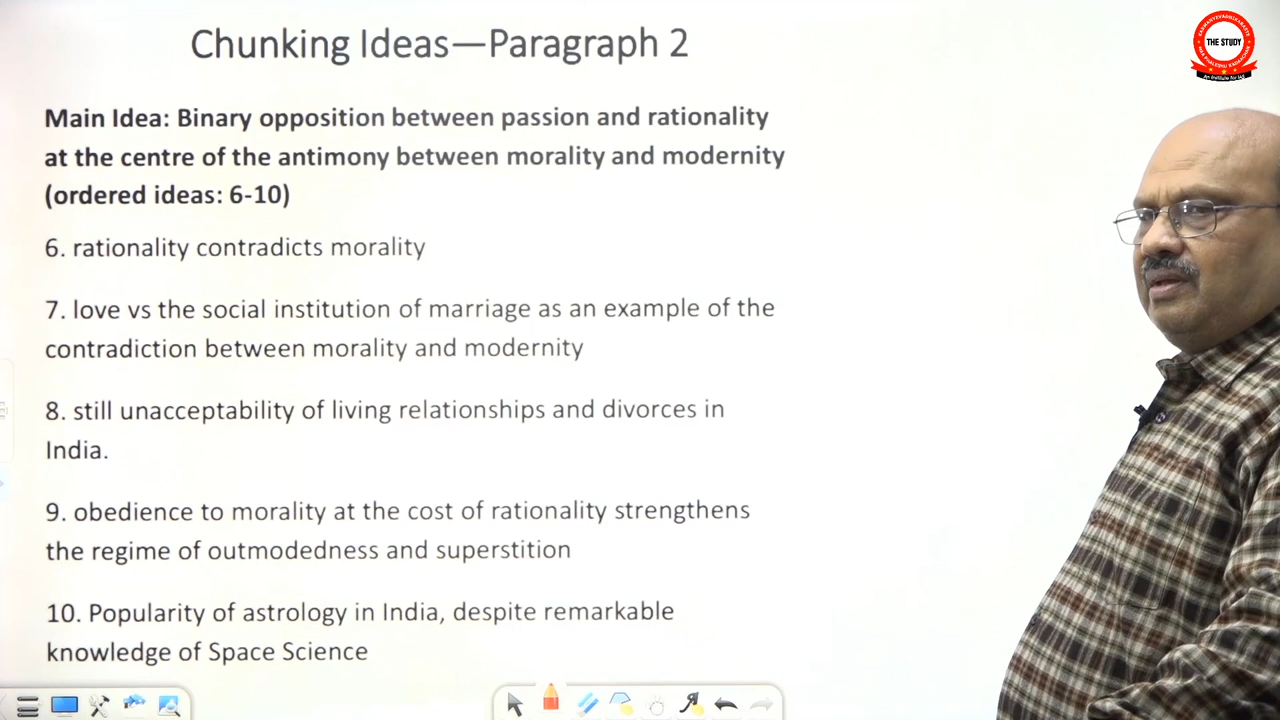 Chunking Ideas—Paragraph 2
THE STUDY
An Institute for IAS
Main Idea: Binary opposition between passion and rationality
at the centre of the antimony between morality and modernity
(ordered ideas: 6-10)
6. rationality contradicts morality
7. love vs the social institution of marriage as an example of the
contradiction between morality and modernity
8. still unacceptability of living relationships and divorces in
India.
9. obedience to morality at the cost of rationality strengthens
the regime of outmodedness and superstition
10. Popularity of astrology in India, despite remarkable
knowledge of Space Science